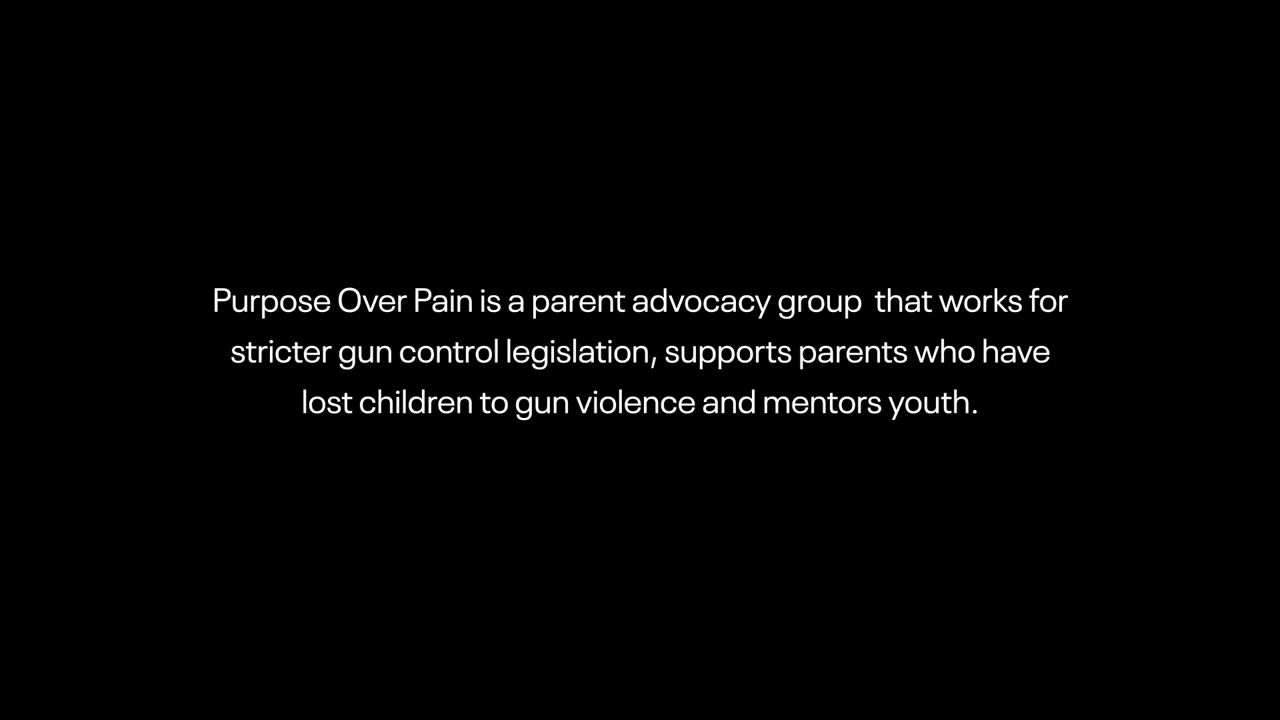 Purpose Over Pain is a parent advocacy group  that works for
stricter gun control legislation, supports parents who have
lost children to gun violence and mentors youth.